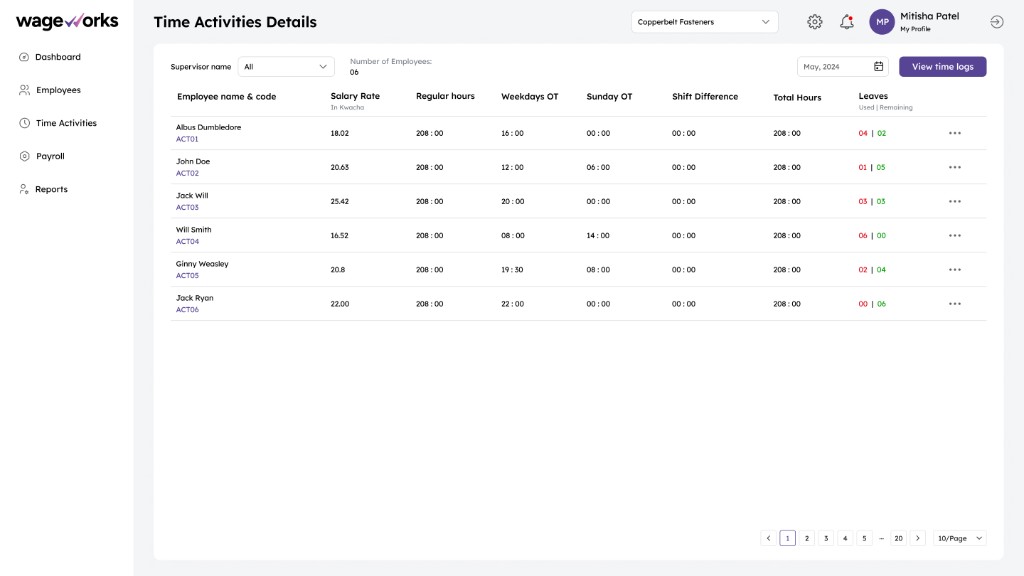 wageworks
Time Activities Details
Copperbelt Fasteners
MP
Mitisha Patel
My Profile
Dashboard
Employees
Time Activities
Payroll
Reports
Supervisor name All
Number of Employees:
06
May, 2024
View time logs
Employee name & code Salary Rate Regular hours Weekdays OT Sunday OT Shift Difference Total Hours Leaves
In Kwacha Used | Remaining
Albus Dumbledore
ACT01 18.02 208 : 00 16 : 00 00 : 00 00 : 00 208 : 00 04 | 02
John Doe
ACT02 20.63 208 : 00 12 : 00 06 : 00 00 : 00 208 : 00 01 | 05
Jack Will
ACT03 25.42 208 : 00 20 : 00 00 : 00 00 : 00 208 : 00 03 | 03
Will Smith
ACT04 16.52 208 : 00 08 : 00 14 : 00 00 : 00 208 : 00 06 | 00
Ginny Weasley
ACT05 20.8 208 : 00 19 : 30 08 : 00 00 : 00 208 : 00 02 | 04
Jack Ryan
ACT06 22.00 208 : 00 22 : 00 00 : 00 00 : 00 208 : 00 00 | 06
1 2 3 4 5 ··· 20 10/Page